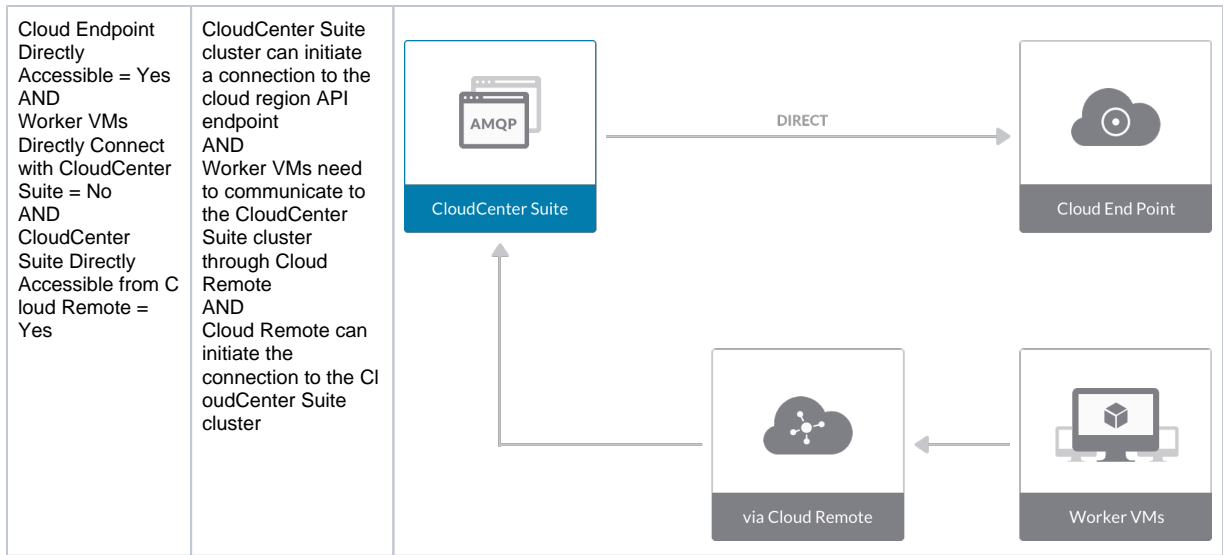 Cloud Endpoint
Directly
Accessible = Yes
AND
Worker VMs
Directly Connect
with CloudCenter
Suite = No
AND
CloudCenter
Suite Directly
Accessible from C
loud Remote =
Yes
CloudCenter Suite
cluster can initiate
a connection to the
cloud region API
endpoint
AND
Worker VMs need
to communicate to
the CloudCenter
Suite cluster
through Cloud
Remote
AND
Cloud Remote can
initiate the
connection to the Cl
oudCenter Suite
cluster
AMQP
CloudCenter Suite
DIRECT
Cloud End Point
via Cloud Remote
Worker VMs